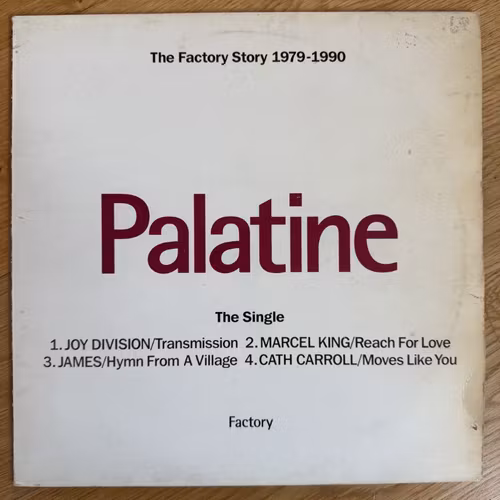 The Factory Story 1979-1990
Palatine
The Single
1. JOY DIVISION/Transmission 2. MARCEL KING/Reach For Love
3. JAMES/Hymn From A Village 4. CATH CARROLL/Moves Like You
Factory